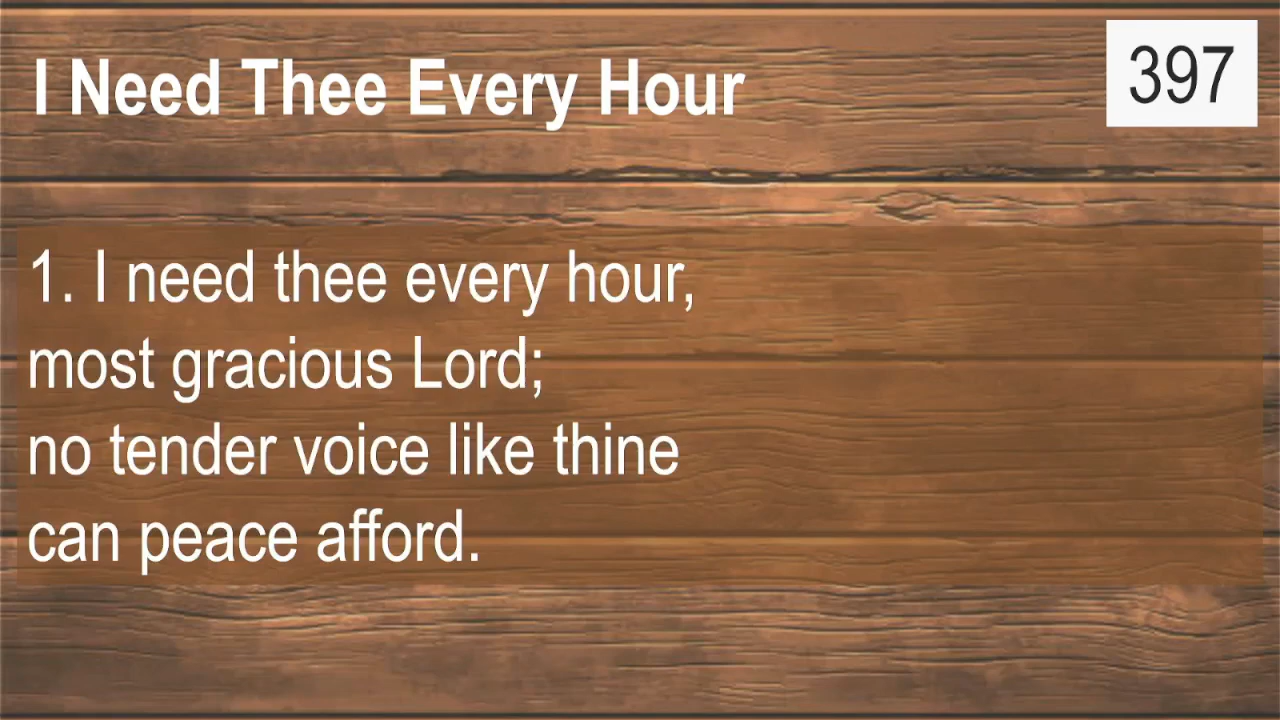 I Need Thee Every Hour
397
1. I need thee every hour,
most gracious Lord;
no tender voice like thine
can peace afford.